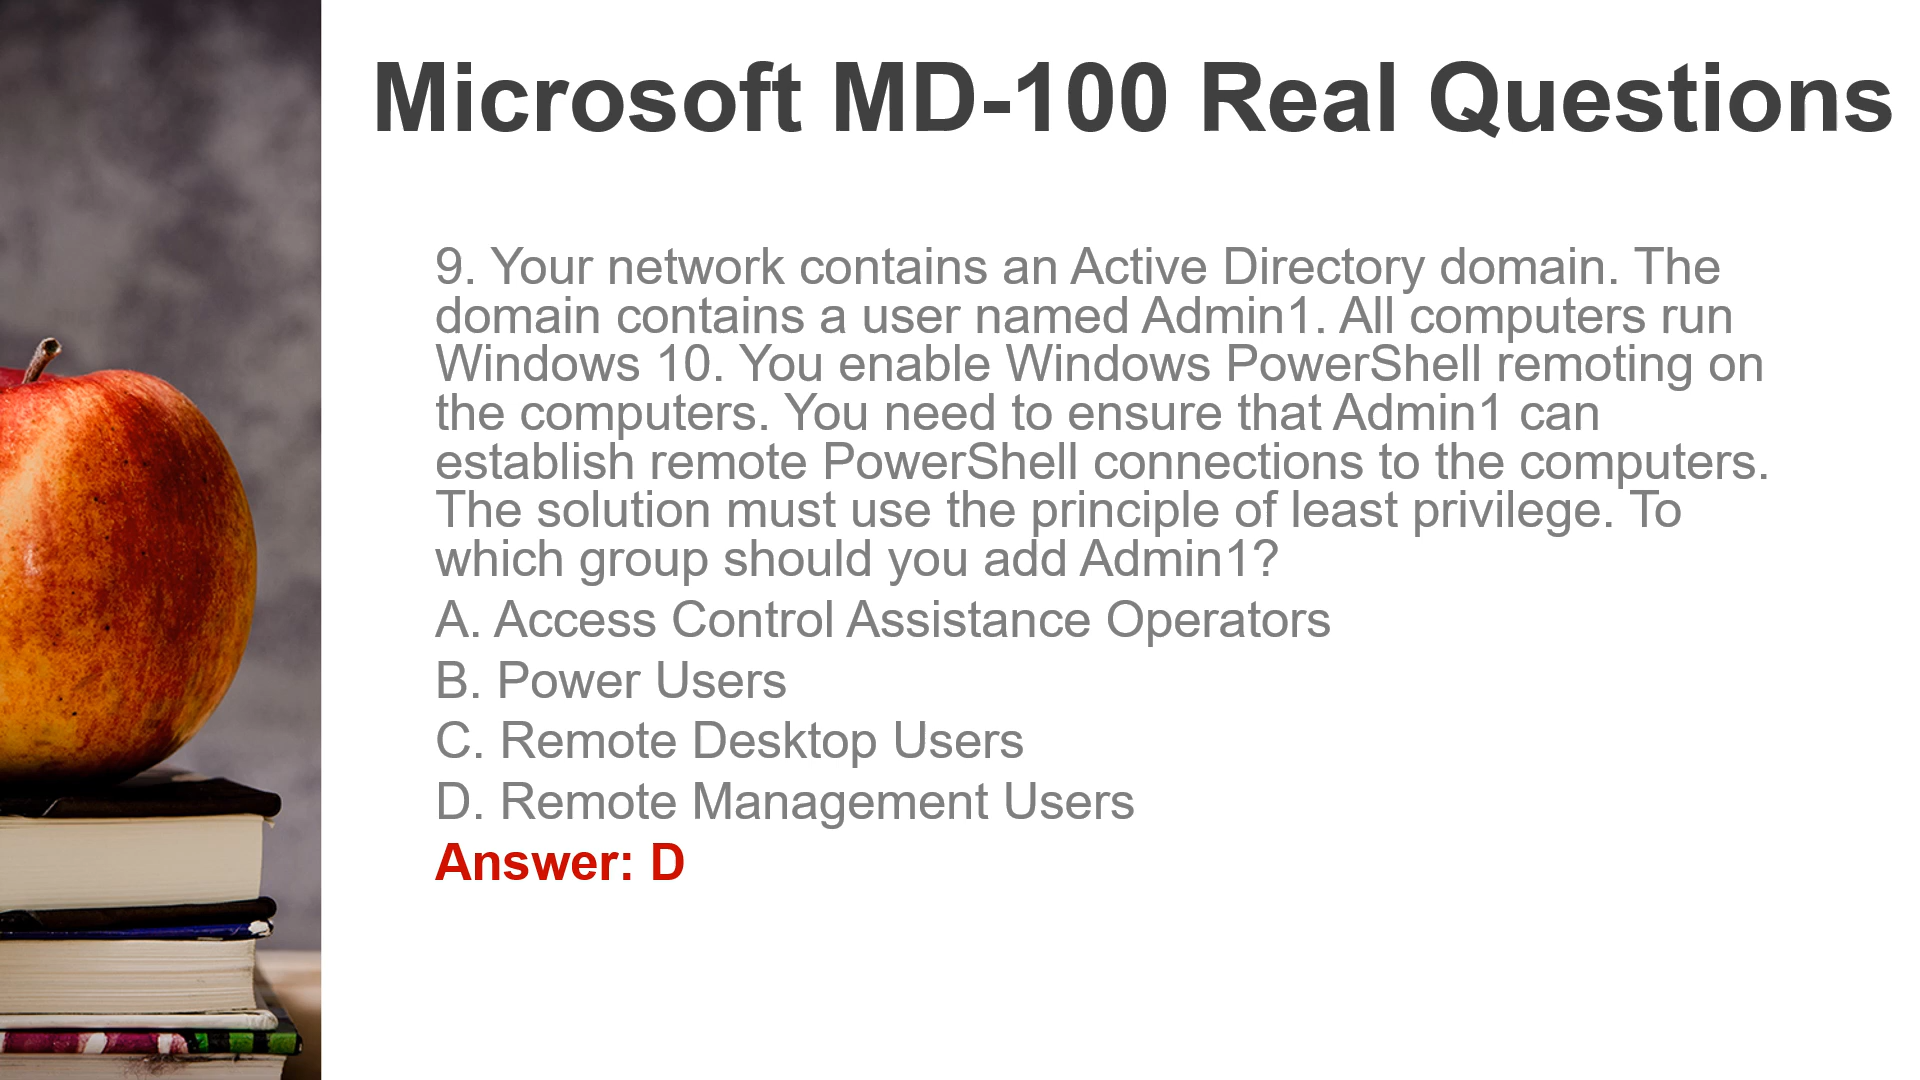 Microsoft MD-100 Real Questions
9. Your network contains an Active Directory domain. The
domain contains a user named Admin1. All computers run
Windows 10. You enable Windows PowerShell remoting on
the computers. You need to ensure that Admin1 can
establish remote PowerShell connections to the computers.
The solution must use the principle of least privilege. To
which group should you add Admin1?
A. Access Control Assistance Operators
B. Power Users
C. Remote Desktop Users
D. Remote Management Users
Answer: D